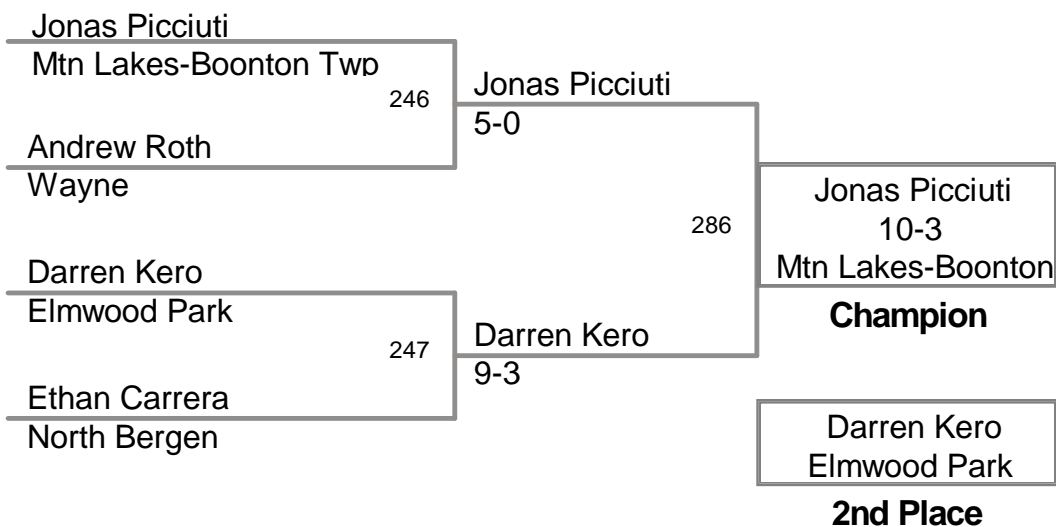 Jonas Picciuti
Mtn Lakes-Boonton Twp
246
Andrew Roth
Wayne
Jonas Picciuti
5-0
Darren Kero
Elmwood Park
247
Ethan Carrera
North Bergen
Darren Kero
9-3
286
Jonas Picciuti
10-3
Mtn Lakes-Boonton
Champion
Darren Kero
Elmwood Park
2nd Place